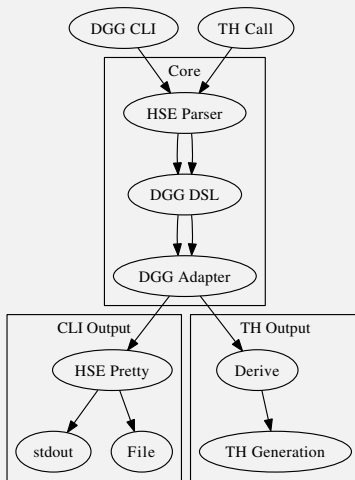 DGG CLI
TH Call
Core
HSE Parser
DGG DSL
DGG Adapter
CLI Output
TH Output
HSE Pretty
Derive
stdout
File
TH Generation